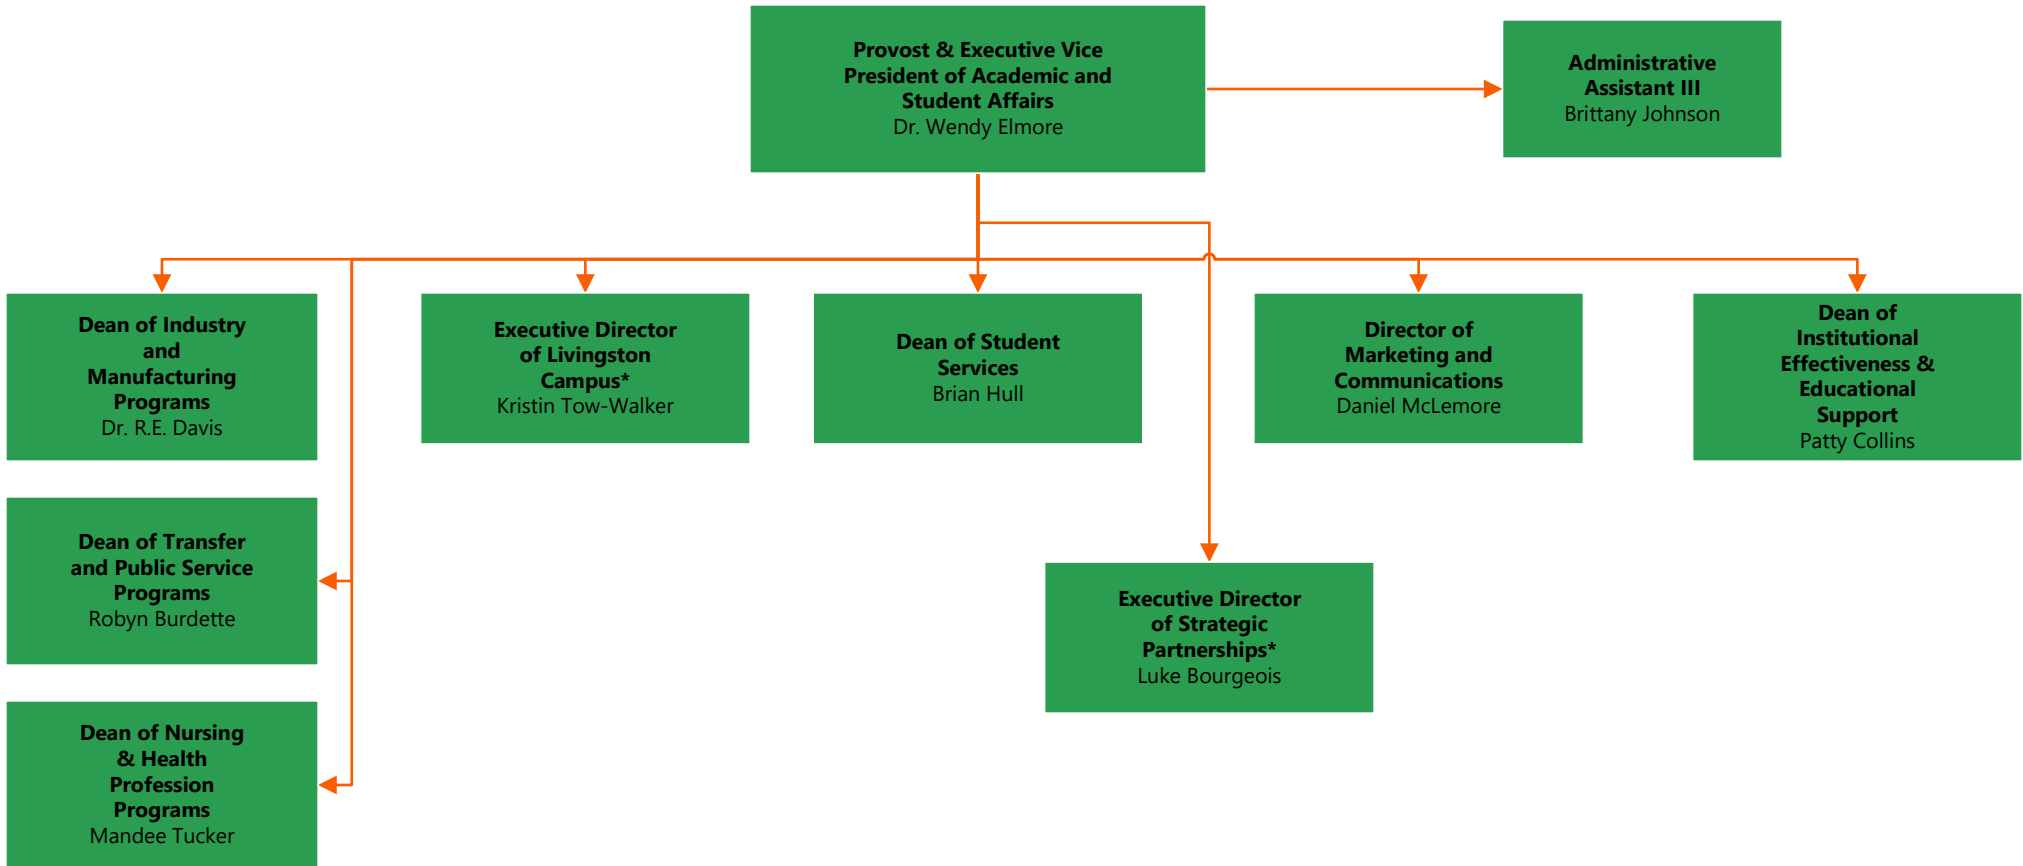 Provost & Executive Vice
President of Academic and
Student Affairs
Dr. Wendy Elmore
Administrative
Assistant III
Brittany Johnson
Dean of Industry
and
Manufacturing
Programs
Dr. R.E. Davis
Executive Director
of Livingston
Campus*
Kristin Tow-Walker
Dean of Student
Services
Brian Hull
Director of
Marketing and
Communications
Daniel McLemore
Dean of
Institutional
Effectiveness &
Educational
Support
Patty Collins
Dean of Transfer
and Public Service
Programs
Robyn Burdette
Executive Director
of Strategic
Partnerships*
Luke Bourgeois
Dean of Nursing
& Health
Profession
Programs
Mandee Tucker